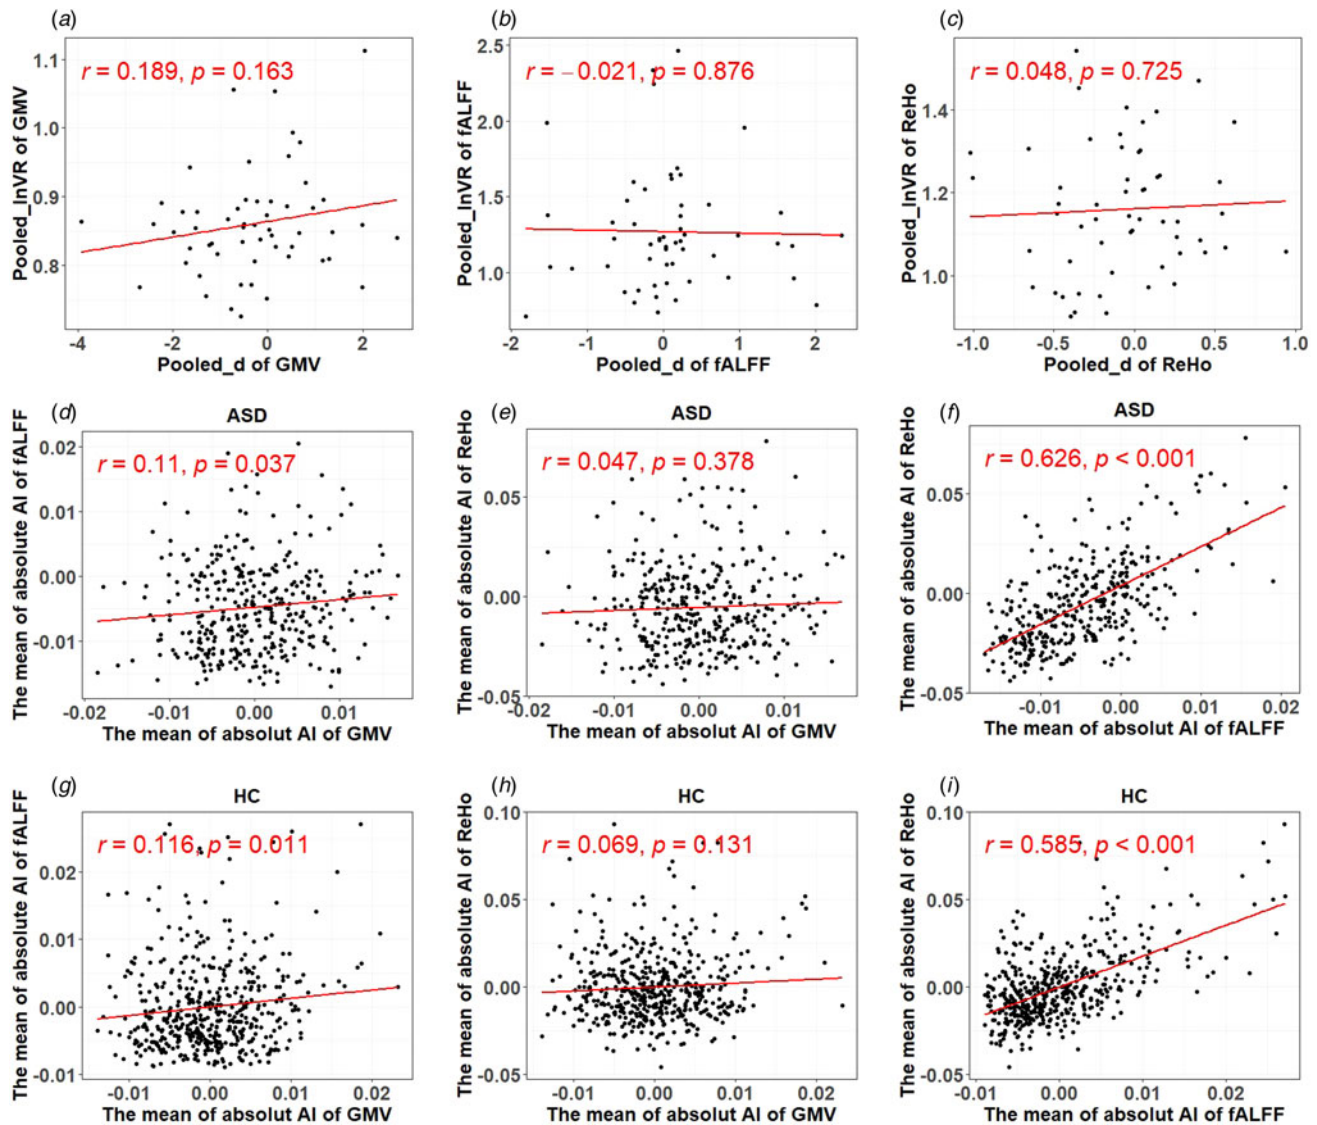 (a)
r = 0.189, p = 0.163
Pooled_lnVR of GMV
1.1
1.0
0.9
0.8
-4
-2
0
2
Pooled_d of GMV
(b)
r = −0.021, p = 0.876
Pooled_lnVR of fALFF
2.5
2.0
1.5
1.0
-2
-1
0
1
2
Pooled_d of fALFF
(c)
r = 0.048, p = 0.725
Pooled_lnVR of ReHo
1.4
1.2
1.0
-1.0
-0.5
0.0
0.5
1.0
Pooled_d of ReHo
(d)
ASD
r = 0.11, p = 0.037
The mean of absolute AI of fALFF
0.02
0.01
0.00
-0.01
-0.02
-0.01
0.00
0.01
The mean of absolut AI of GMV
(e)
ASD
r = 0.047, p = 0.378
The mean of absolute AI of ReHo
0.05
0.00
-0.05
-0.02
-0.01
0.00
0.01
The mean of absolut AI of GMV
(f)
ASD
r = 0.626, p < 0.001
The mean of absolute AI of ReHo
0.05
0.00
-0.05
-0.01
0.00
0.01
0.02
The mean of absolut AI of fALFF
(g)
HC
r = 0.116, p = 0.011
The mean of absolute AI of fALFF
0.02
0.01
0.00
-0.01
-0.01
0.00
0.01
0.02
The mean of absolut AI of GMV
(h)
HC
r = 0.069, p = 0.131
The mean of absolute AI of ReHo
0.10
0.05
0.00
-0.05
-0.01
0.00
0.01
0.02
The mean of absolut AI of GMV
(i)
HC
r = 0.585, p < 0.001
The mean of absolute AI of ReHo
0.10
0.05
0.00
-0.05
-0.01
0.00
0.01
0.02
The mean of absolut AI of fALFF